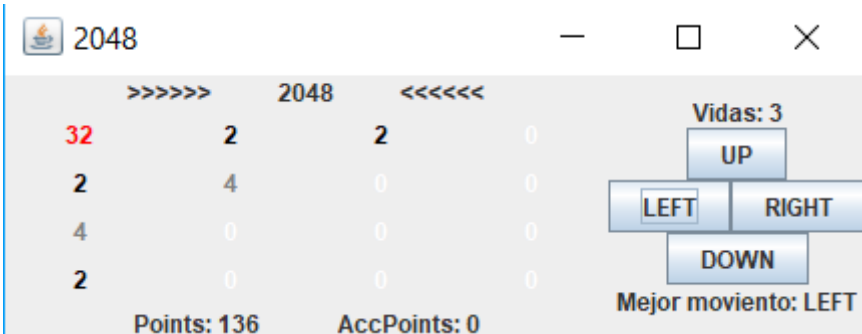 2048
>>>>>> 2048 <<<<<<
32 2 2 0
2 4 0 0
4 0 0 0
2 0 0 0
Points: 136 AccPoints: 0
Vidas: 3
UP
LEFT RIGHT
DOWN
Mejor moviento: LEFT